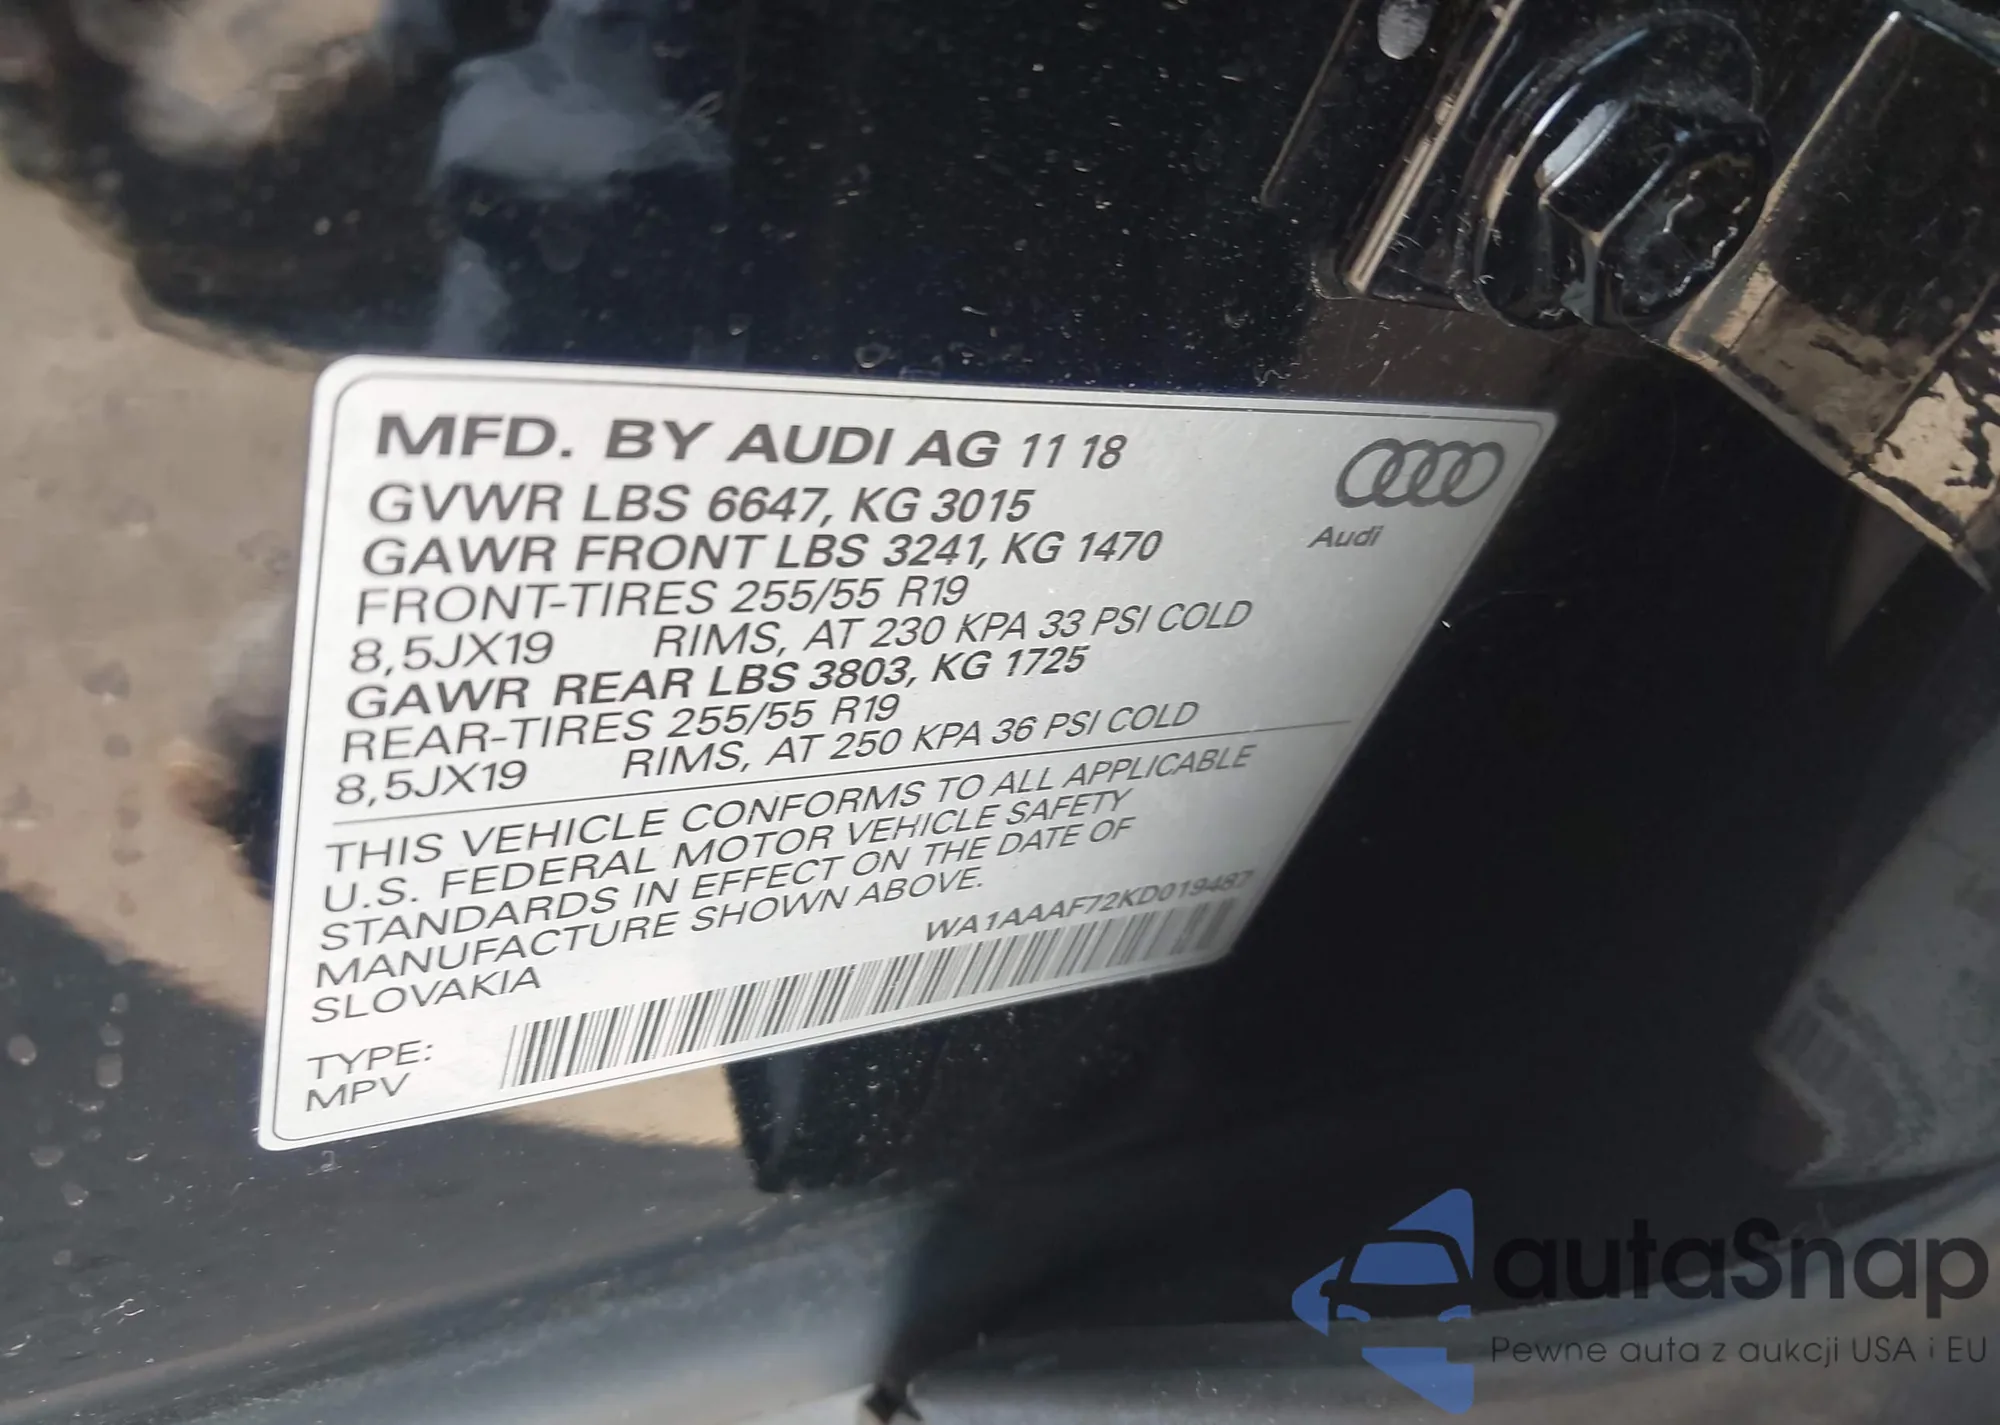 MFD. BY AUDI AG 11 18
GVWR LBS 6647, KG 3015
GAWR FRONT LBS 3241, KG 1470
FRONT-TIRES 255/55 R19
8,5JX19 RIMS, AT 230 KPA 33 PSI COLD
GAWR REAR LBS 3803, KG 1725
REAR-TIRES 255/55 R19
8,5JX19 RIMS, AT 250 KPA 36 PSI COLD
Audi
THIS VEHICLE CONFORMS TO ALL APPLICABLE
U.S. FEDERAL MOTOR VEHICLE SAFETY
STANDARDS IN EFFECT ON THE DATE OF
MANUFACTURE SHOWN ABOVE.
SLOVAKIA
WA1AAAF72KD019487
TYPE:
MPV
autaSnap
Pewne auta z aukcji USA i EU